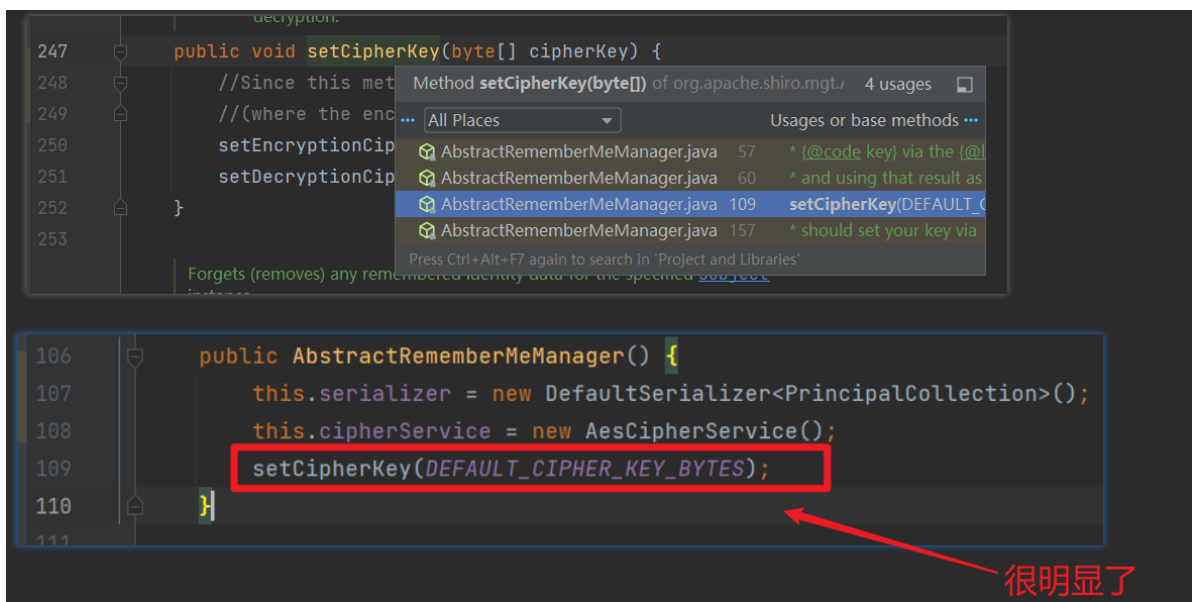 decryption.
247 public void setCipherKey(byte[] cipherKey) {
248 //Since this met
249 //(where the enc
250 setEncryptionCip
251 setDecryptionCip
252 }
253
Method setCipherKey(byte[]) of org.apache.shiro.mgt. 4 usages
All Places Usages or base methods
AbstractRememberMeManager.java 57 * {@code key} via the {@l
AbstractRememberMeManager.java 60 * and using that result as
AbstractRememberMeManager.java 109 setCipherKey(DEFAULT_C
AbstractRememberMeManager.java 157 * should set your key via
Press Ctrl+Alt+F7 again to search in 'Project and Libraries'
Forgets (removes) any remembered identity data for the specified Subject
instance.
106 public AbstractRememberMeManager() {
107 this.serializer = new DefaultSerializer<PrincipalCollection>();
108 this.cipherService = new AesCipherService();
109 setCipherKey(DEFAULT_CIPHER_KEY_BYTES);
110 }
111
很明显了